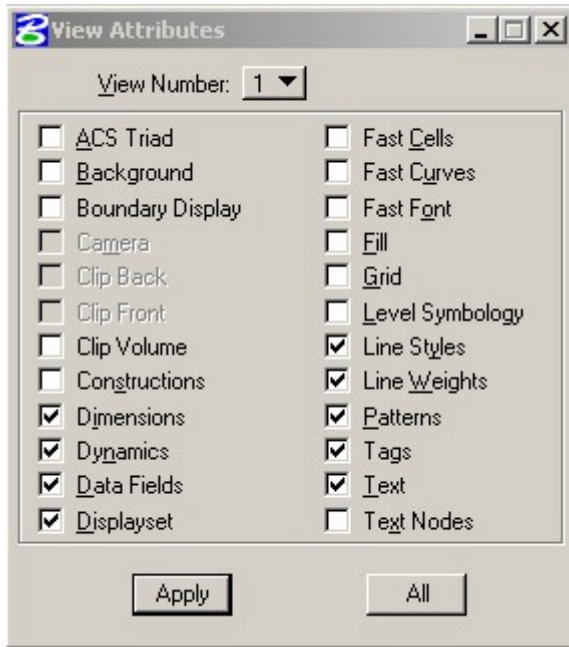 View Attributes
View Number: 1
ACS Triad
Background
Boundary Display
Camera
Clip Back
Clip Front
Clip Volume
Constructions
Dimensions
Dynamics
Data Fields
Displayset
Fast Cells
Fast Curves
Fast Font
Fill
Grid
Level Symbology
Line Styles
Line Weights
Patterns
Tags
Text
Text Nodes
Apply
All